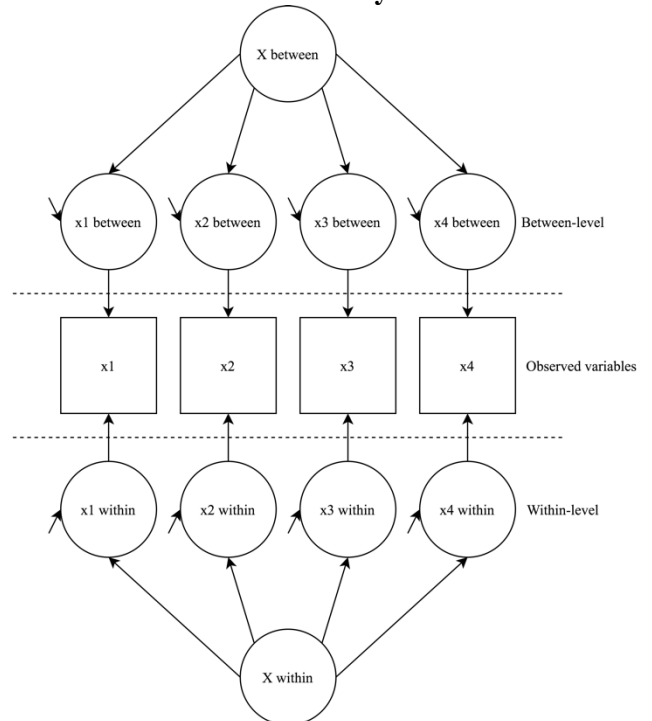 X between
x1 between x2 between x3 between x4 between Between-level
x1 x2 x3 x4 Observed variables
x1 within x2 within x3 within x4 within Within-level
X within